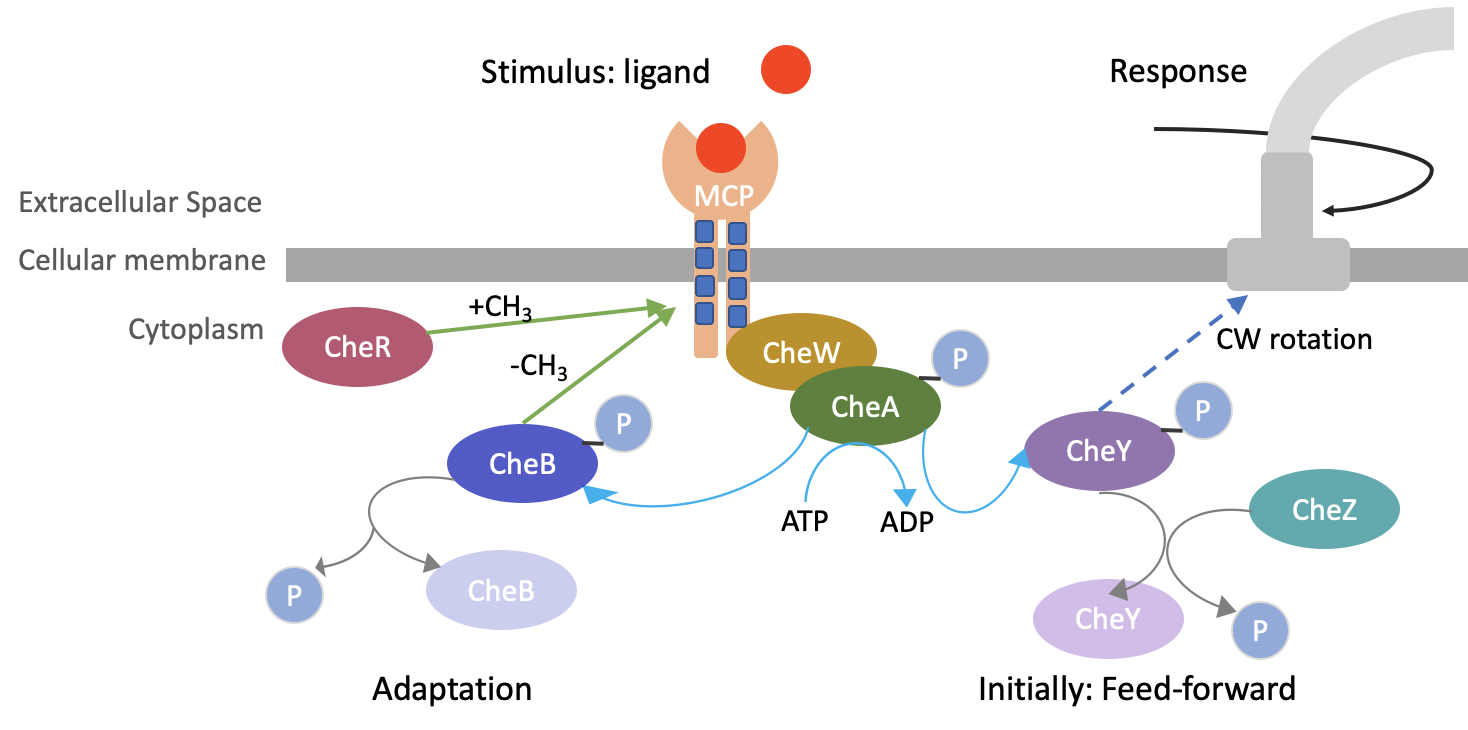 Stimulus: ligand
Response
MCP
Extracellular Space
Cellular membrane
Cytoplasm
+CH3
CheR
-CH3
CheW
CW rotation
P
CheA
P
P
CheB
CheY
ATP
ADP
CheZ
P
CheB
CheY
P
Adaptation
Initially: Feed-forward